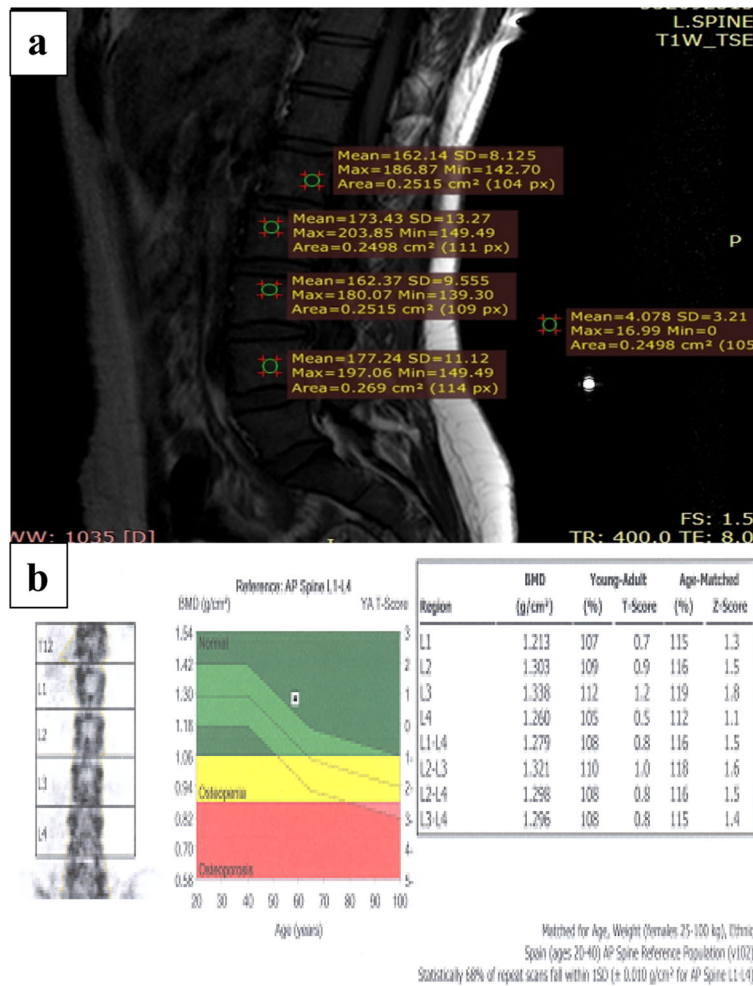 a
L.SPINE
T1W_TSE
Mean=162.14 SD=8.125
Max=186.87 Min=142.70
Area=0.2515 cm² (104 px)
Mean=173.43 SD=13.27
Max=203.85 Min=149.49
Area=0.2498 cm² (111 px)
P
Mean=162.37 SD=9.555
Max=180.07 Min=139.30
Area=0.2515 cm² (109 px)
Mean=4.078 SD=3.21
Max=16.99 Min=0
Area=0.2498 cm² (105
Mean=177.24 SD=11.12
Max=197.06 Min=149.49
Area=0.269 cm² (114 px)
FS: 1.5
WW: 1035 [D]
TR: 400.0 TE: 8.0
b
Reference: AP Spine L1-L4
BMD (g/cm²) YA T-Score
1.54 3
1.42 2
1.30 1
1.18 0
1.06 -1
0.94 -2
0.82 -3
0.70 -4
0.58 -5
Normal
Osteopenia
Osteoporosis
20 30 40 50 60 70 80 90 100
Age (years)
T12
L1
L2
L3
L4
BMD Young-Adult Age-Matched
Region (g/cm²) (%) T-Score (%) Z-Score
L1 1.213 107 0.7 115 1.3
L2 1.303 109 0.9 116 1.5
L3 1.338 112 1.2 119 1.8
L4 1.260 105 0.5 112 1.1
L1-L4 1.279 108 0.8 116 1.5
L2-L3 1.321 110 1.0 118 1.6
L2-L4 1.298 108 0.8 116 1.5
L3-L4 1.296 108 0.8 115 1.4
Matched for Age, Weight (females 25-100 kg), Ethnic
Spain (ages 20-40) AP Spine Reference Population (v102)
Statistically 68% of repeat scans fall within 1SD (± 0.010 g/cm² for AP Spine L1-L4)